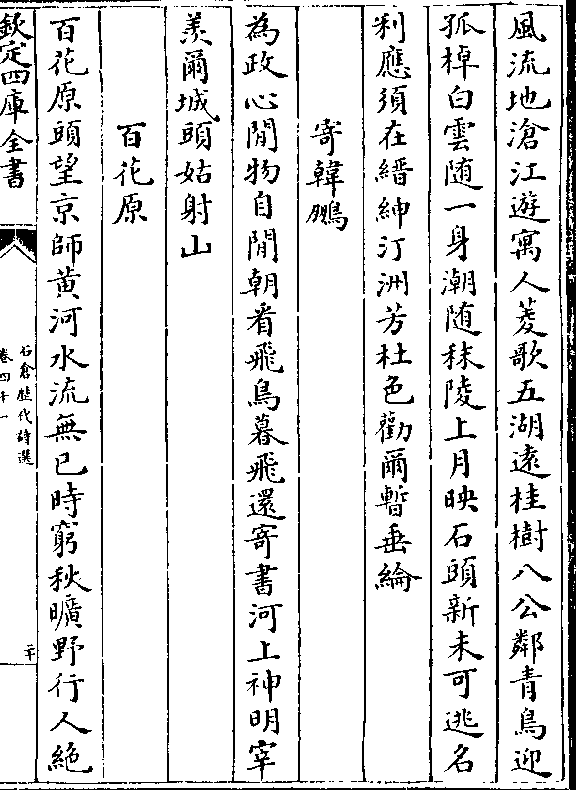 風流地滄江遊寓人菱歌五湖遠桂樹八公鄰青鳥迎
孤棹白雲随一身潮随秣陵上月映石頭新未可逃名
利應須在縉紳汀洲芳杜色勸爾暫垂綸
寄韓鵬
為政心閒物自閒朝看飛鳥暮飛還寄書河上神明宰
羨爾城頭姑射山
百花原
百花原頭望京師黄河水流無已時窮秋曠野行人絶
欽定四庫全書
石倉歴代詩選
卷四十一
二十